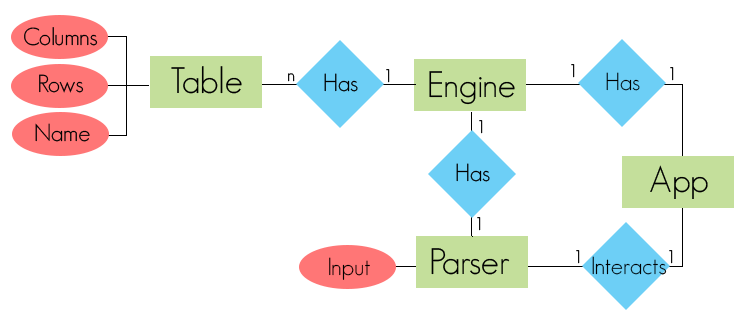 Columns
Rows
Name
Table
n
Has
1
Engine
1
Has
1
1
Has
1
App
Input
Parser
1
Interacts
1